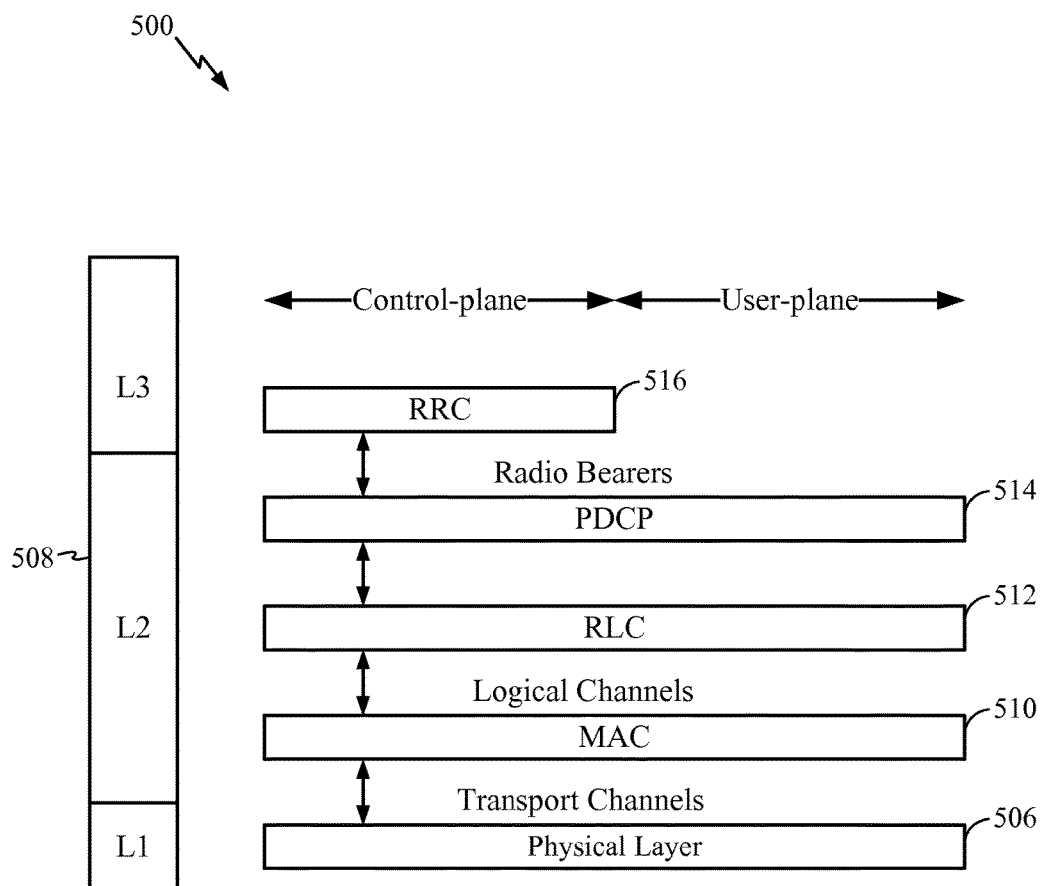 500
Control-plane User-plane
L3
516
RRC
Radio Bearers
514
PDCP
508
512
L2
RLC
Logical Channels
510
MAC
Transport Channels
506
L1
Physical Layer